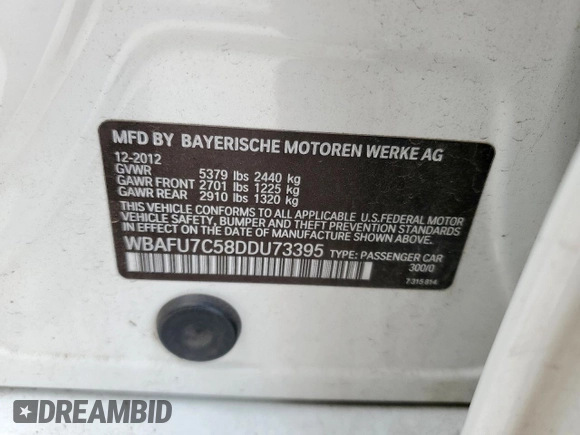 MFD BY BAYERISCHE MOTOREN WERKE AG
12-2012
GVWR 5379 lbs 2440 kg
GAWR FRONT 2701 lbs 1225 kg
GAWR REAR 2910 lbs 1320 kg
THIS VEHICLE CONFORMS TO ALL APPLICABLE U.S.FEDERAL MOTOR
VEHICLE SAFETY, BUMPER AND THEFT PREVENTION STANDARDS
IN EFFECT ON THE DATE OF MANUFACTURE SHOWN ABOVE.
WBAFU7C58DDU73395 TYPE: PASSENGER CAR
300/0
7315814
DREAMBID